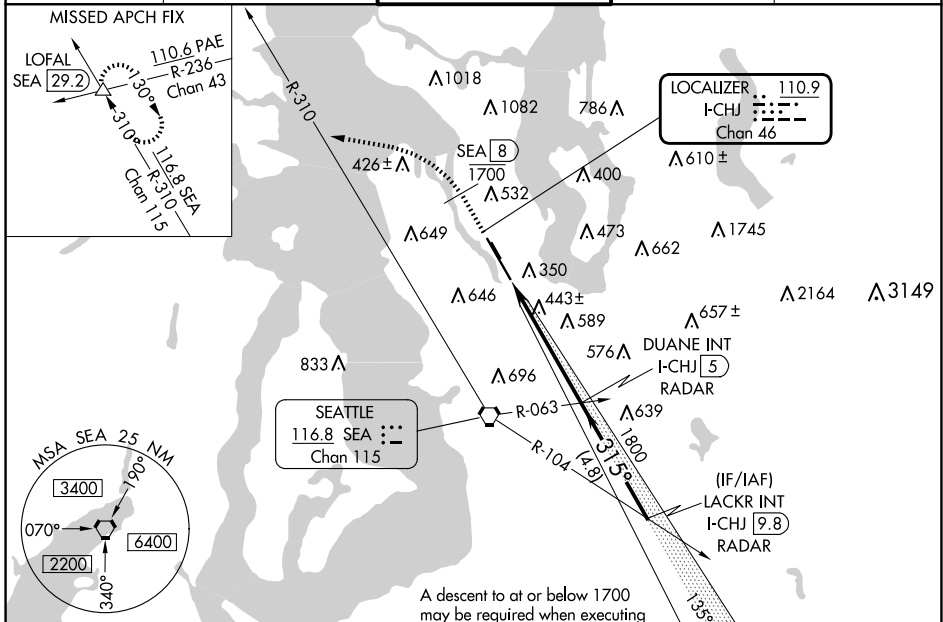 MISSED APCH FIX
LOFAL
SEA 29.2
110.6 PAE
R-236
Chan 43
130°
310°
116.8 SEA
R-310
Chan 115
R-310
1018
1082
786
LOCALIZER 110.9
I-CHJ
Chan 46
426 ±
SEA 8
1700
532
400
610 ±
649
473
662
1745
350
646
443±
589
657 ±
2164
3149
576
DUANE INT
I-CHJ 5
RADAR
833
696
R-063
639
SEATTLE
116.8 SEA
Chan 115
R-104
(4.8)
315°
1800
(IF/IAF)
LACKR INT
I-CHJ 9.8
RADAR
135°
MSA SEA 25 NM
3400
190°
070°
6400
2200
340°
A descent to at or below 1700
may be required when executing